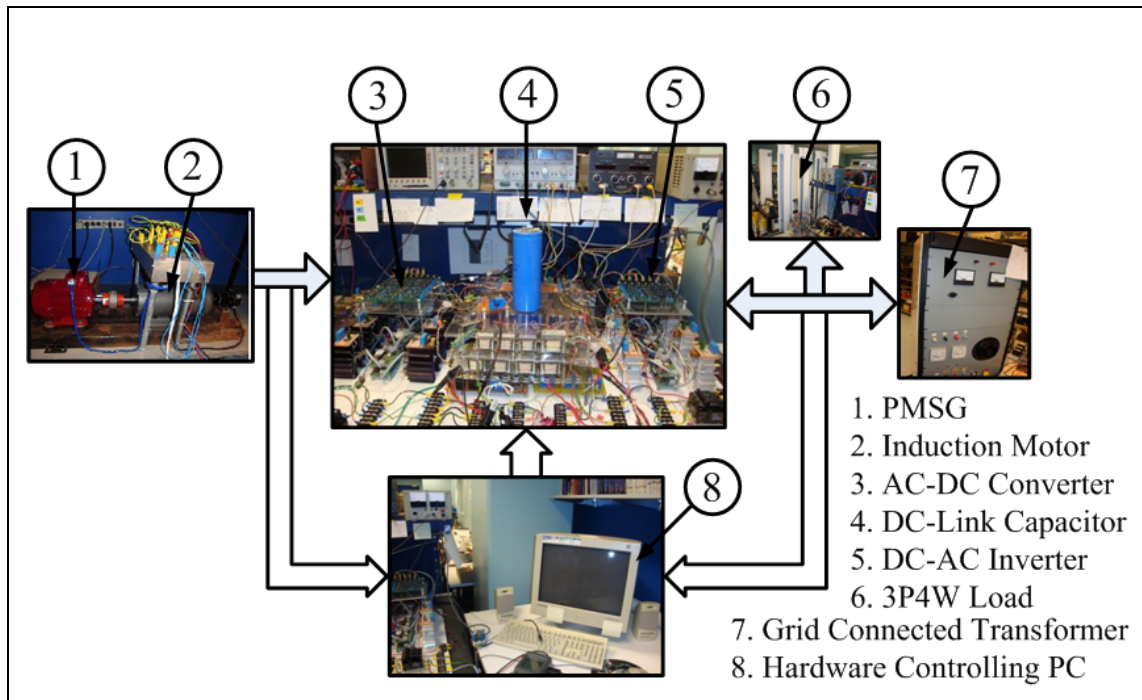 3
4
5
6
1
2
7
8
1. PMSG
2. Induction Motor
3. AC-DC Converter
4. DC-Link Capacitor
5. DC-AC Inverter
6. 3P4W Load
7. Grid Connected Transformer
8. Hardware Controlling PC